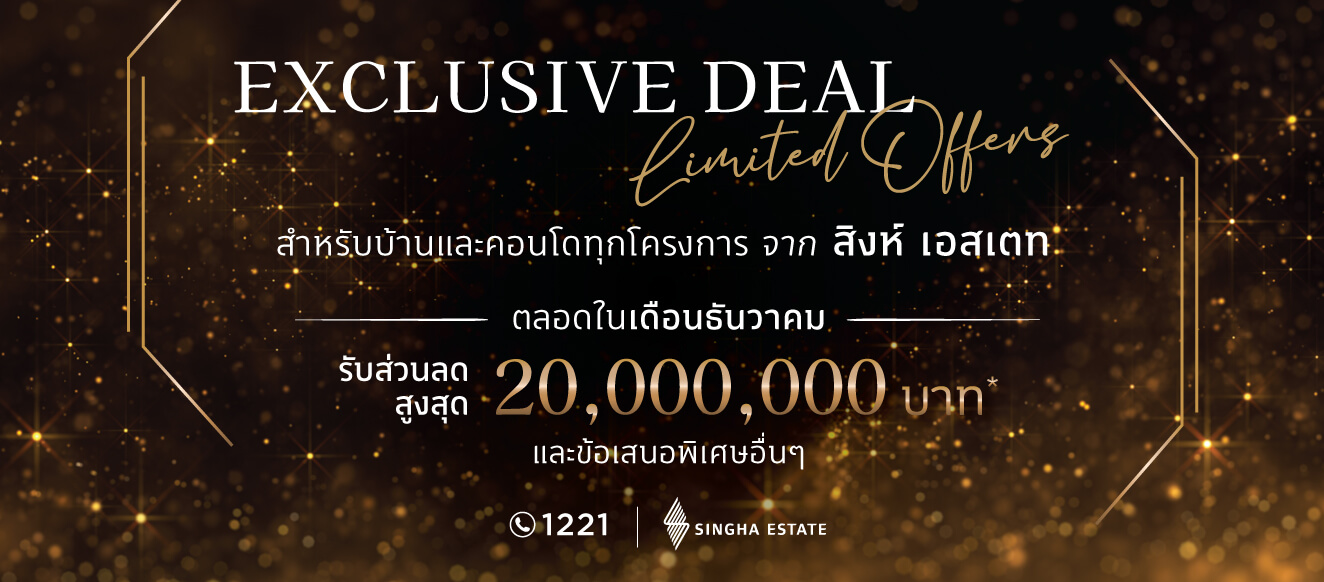 EXCLUSIVE DEAL
Limited Offers
สำหรับบ้านและคอนโดทุกโครงการ จาก สิงห์ เอสเตท
ตลอดในเดือนธันวาคม
รับส่วนลด
สูงสุด
20,000,000 บาท*
และข้อเสนอพิเศษอื่นๆ
1221
SINGHA ESTATE